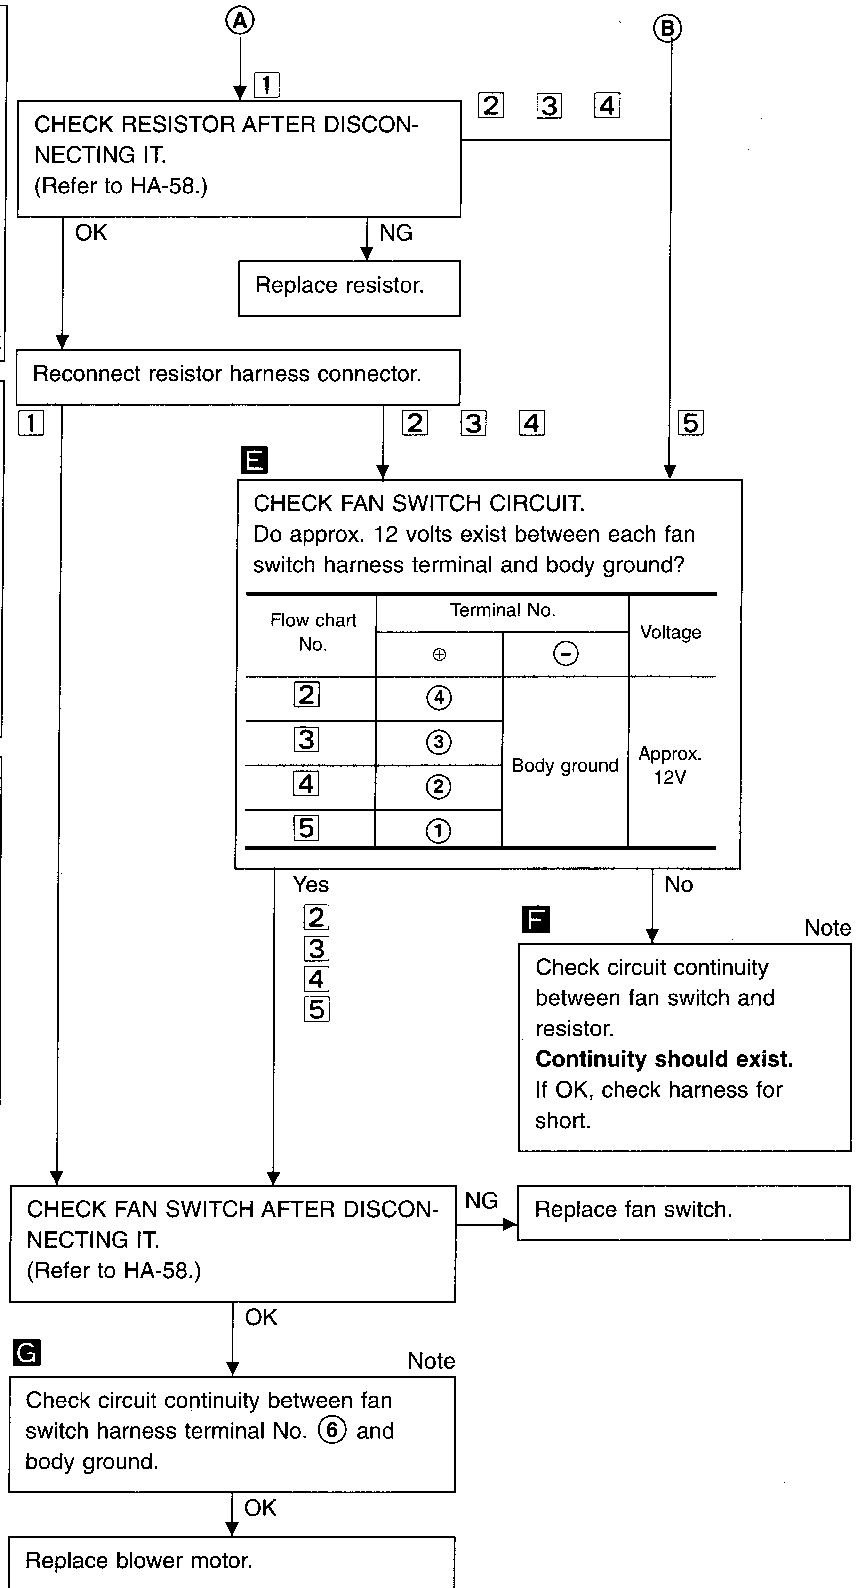 A
B
1
2 3 4
CHECK RESISTOR AFTER DISCON-
NECTING IT.
(Refer to HA-58.)
OK
NG
Replace resistor.
Reconnect resistor harness connector.
1
2 3 4
5
E
CHECK FAN SWITCH CIRCUIT.
Do approx. 12 volts exist between each fan
switch harness terminal and body ground?
Flow chart
No.
Terminal No.
⊕
⊖
Voltage
2 ④
3 ③
4 ②
5 ①
Body ground
Approx.
12V
Yes
2
3
4
5
No
F
Note
Check circuit continuity
between fan switch and
resistor.
Continuity should exist.
If OK, check harness for
short.
CHECK FAN SWITCH AFTER DISCON-
NECTING IT.
(Refer to HA-58.)
NG
Replace fan switch.
OK
G
Note
Check circuit continuity between fan
switch harness terminal No. ⑥ and
body ground.
OK
Replace blower motor.